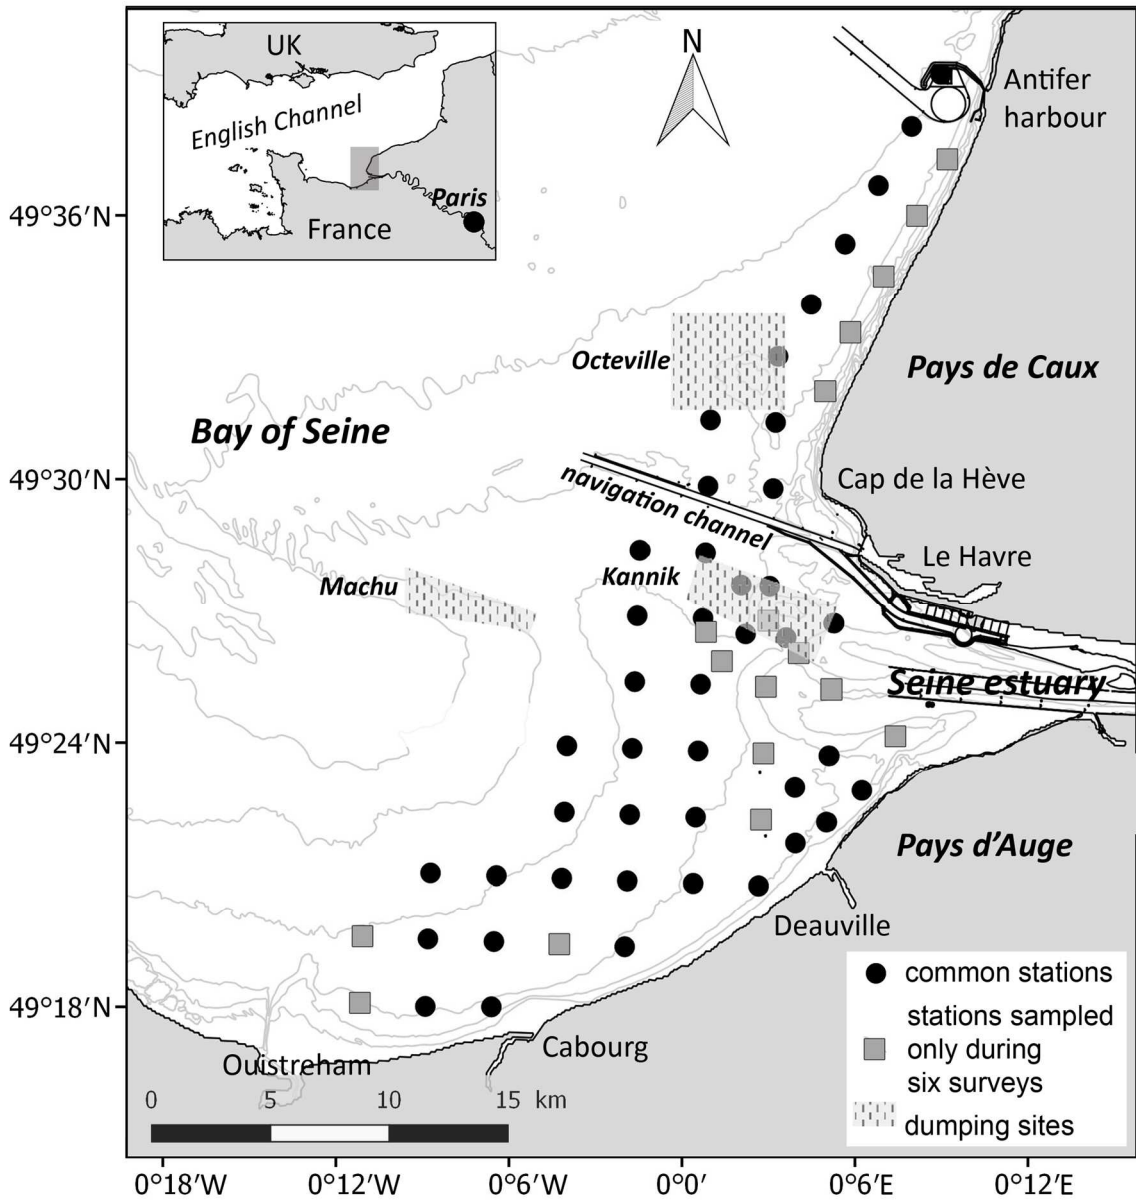 UK
English Channel
Paris
France
N
Antifer
harbour
49°36′N
Octeville
Pays de Caux
Bay of Seine
49°30′N
navigation channel
Cap de la Hève
Le Havre
Machu
Kannik
Seine estuary
49°24′N
Pays d’Auge
Deauville
49°18′N
Cabourg
Ouistreham
0 5 10 15 km
common stations
stations sampled
only during
six surveys
dumping sites
0°18′W 0°12′W 0°6′W 0°0′ 0°6′E 0°12′E